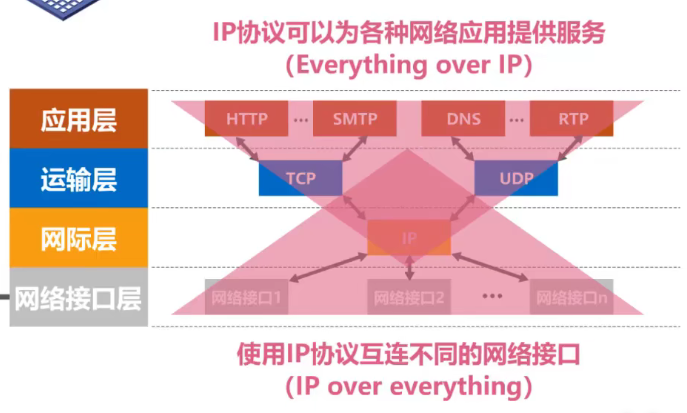 IP协议可以为各种网络应用提供服务
（Everything over IP）
应用层
HTTP ··· SMTP DNS ··· RTP
运输层
TCP UDP
网际层
IP
网络接口层
网络接口1 网络接口2 ··· 网络接口n
使用IP协议互连不同的网络接口
（IP over everything）